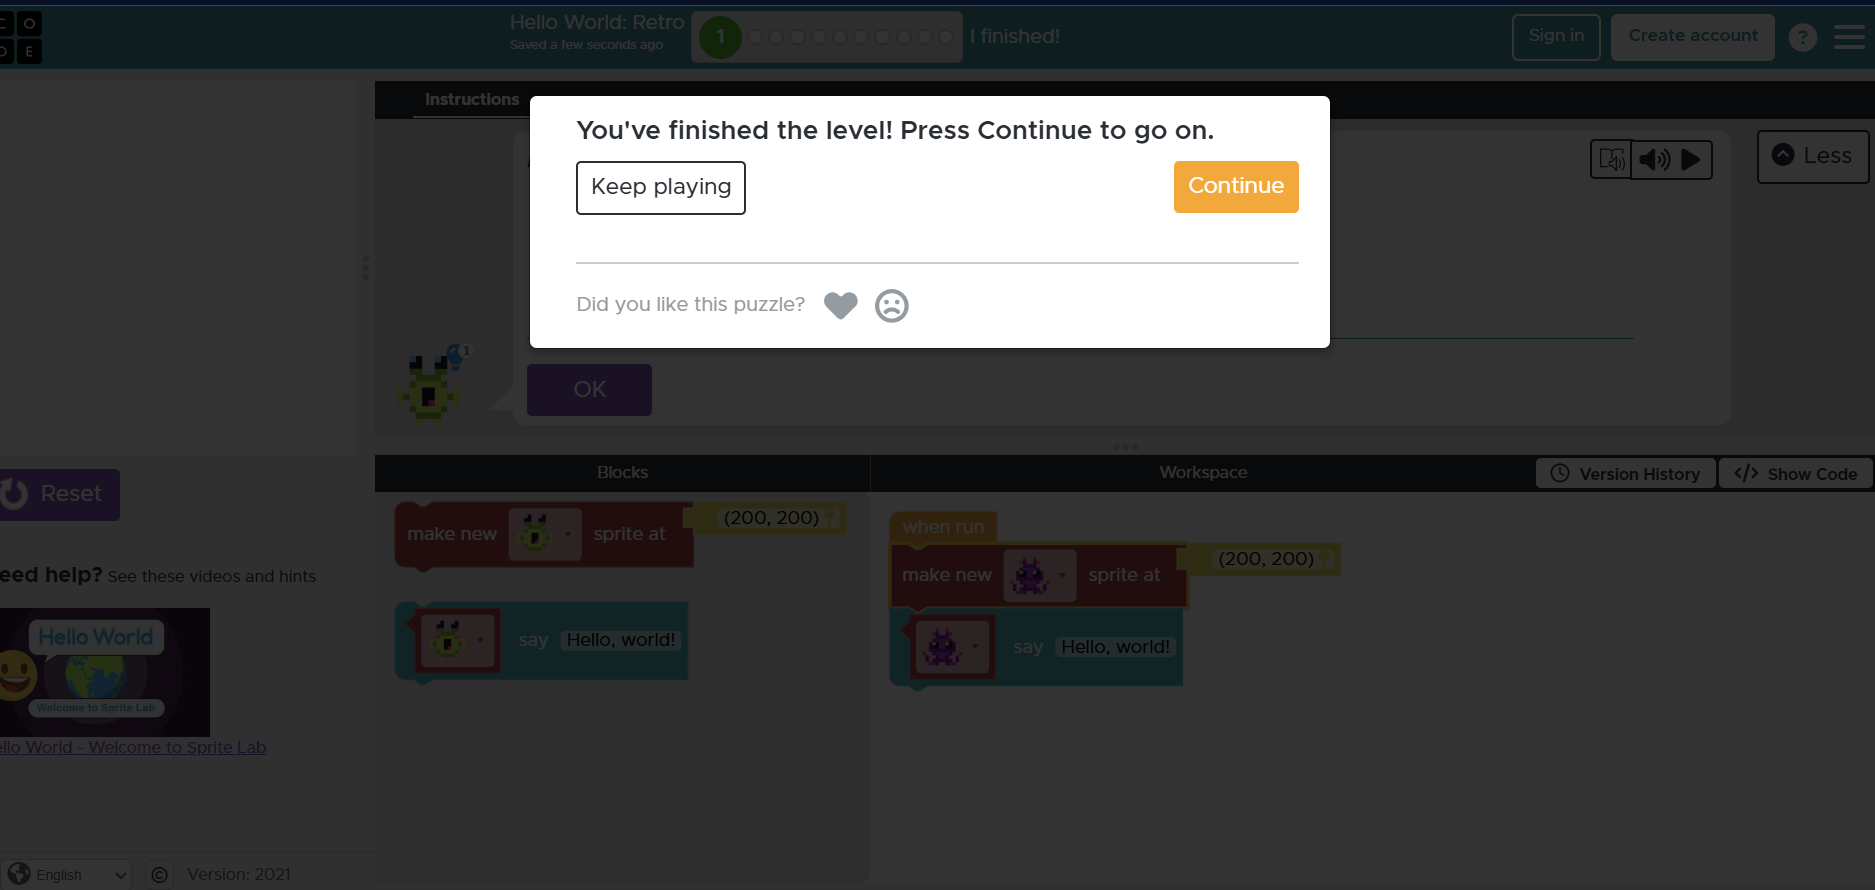 C O
D E
Hello World: Retro
Saved a few seconds ago
1
I finished!
Sign in
Create account
?
Instructions
You've finished the level! Press Continue to go on.
Keep playing
Continue
Less
Did you like this puzzle?
1
OK
Blocks
Workspace
Version History
</> Show Code
Reset
make new sprite at (200, 200)
say Hello, world!
when run
make new sprite at (200, 200)
say Hello, world!
eed help? See these videos and hints
Hello World
Welcome to Sprite Lab
ello World - Welcome to Sprite Lab
English
©
Version: 2021